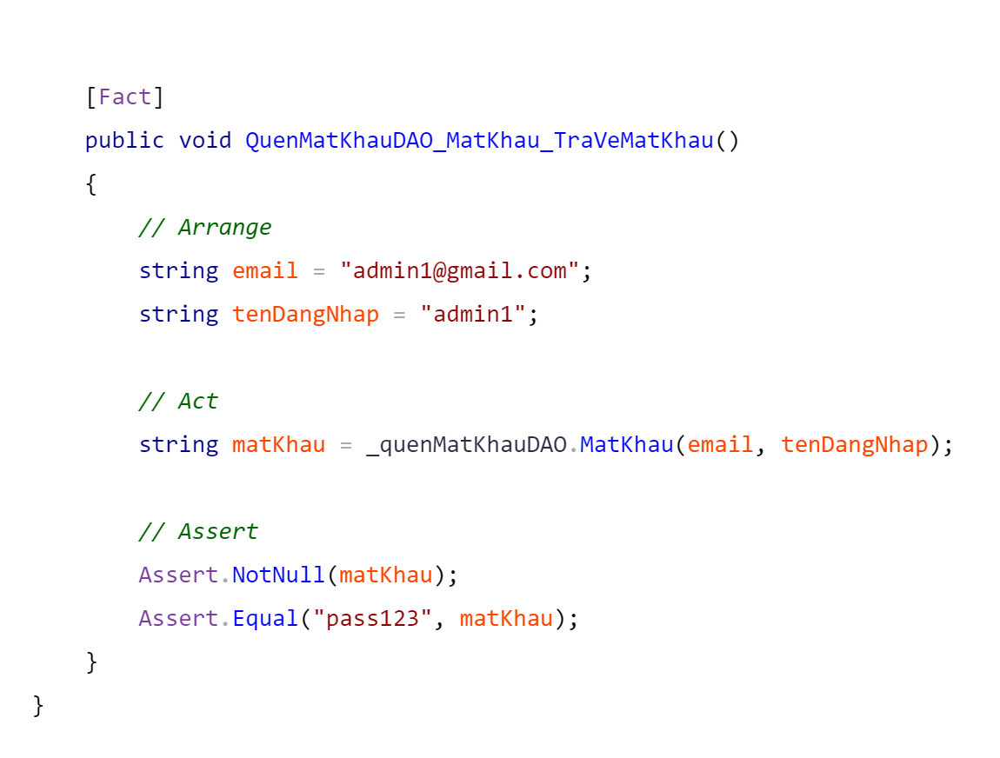 [Fact]
public void QuenMatKhauDAO_MatKhau_TraVeMatKhau()
{
// Arrange
string email = "admin1@gmail.com";
string tenDangNhap = "admin1";
// Act
string matKhau = _quenMatKhauDAO.MatKhau(email, tenDangNhap);
// Assert
Assert.NotNull(matKhau);
Assert.Equal("pass123", matKhau);
}
}